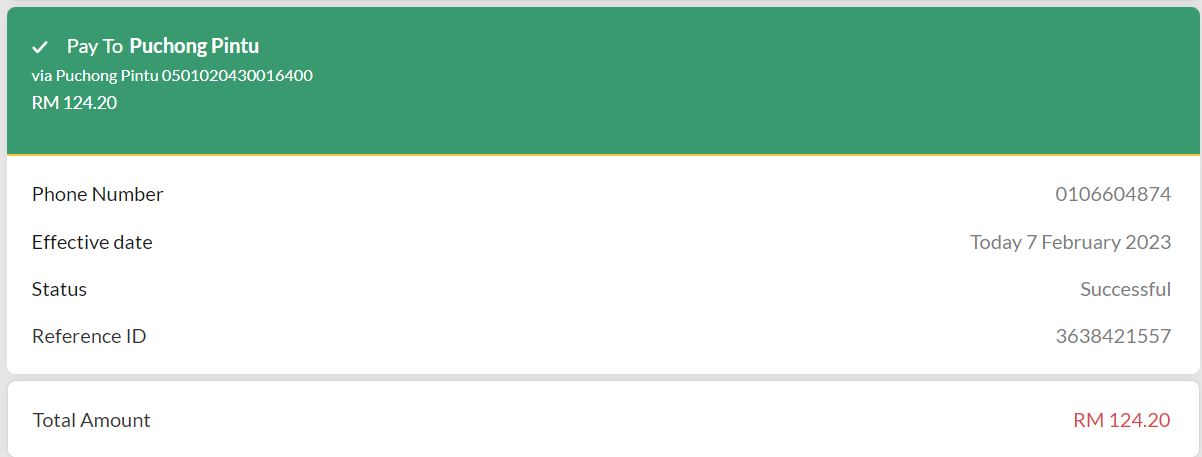 Pay To Puchong Pintu
via Puchong Pintu 0501020430016400
RM 124.20
Phone Number 0106604874
Effective date Today 7 February 2023
Status Successful
Reference ID 3638421557
Total Amount RM 124.20